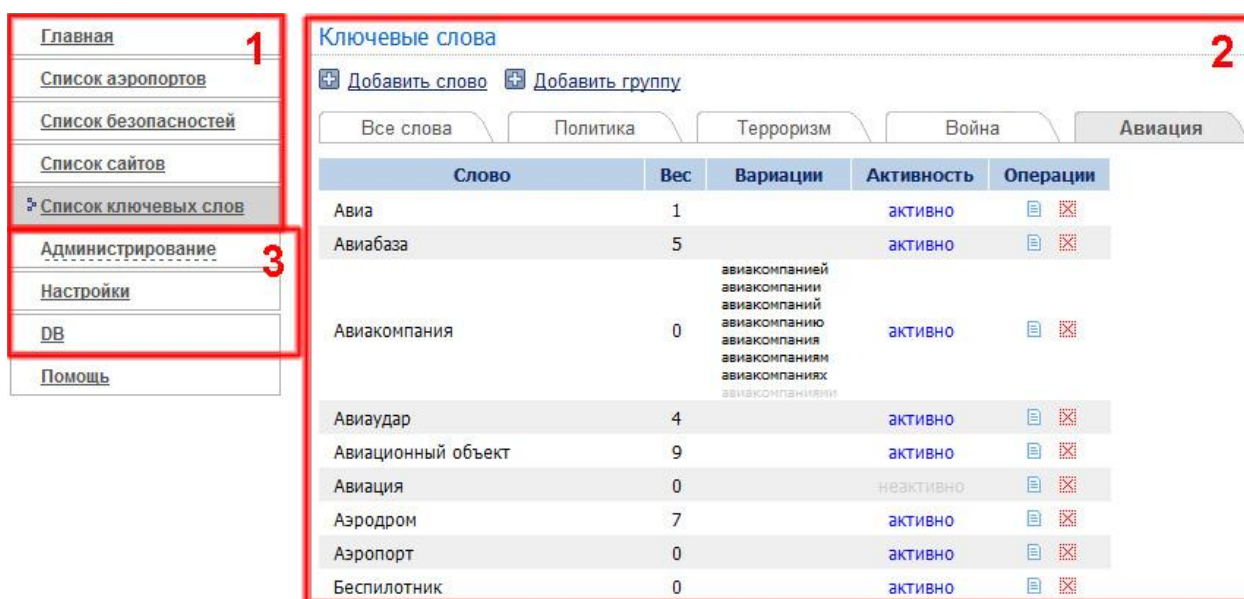 Главная
1
Список аэропортов
Список безопасностей
Список сайтов
Список ключевых слов
Администрирование
3
Настройки
DB
Помощь
Ключевые слова
2
Добавить слово Добавить группу
Все слова Политика Терроризм Война Авиация
Слово Вес Вариации Активность Операции
Авиа 1 активно
Авиабаза 5 активно
авиакомпанией
авиакомпании
авиакомпаний
авиакомпанию
Авиакомпания 0 активно
авиакомпания
авиакомпаниям
авиакомпаниях
авиакомпаниями
Авиаудар 4 активно
Авиационный объект 9 активно
Авиация 0 неактивно
Аэродром 7 активно
Аэропорт 0 активно
Беспилотник 0 активно